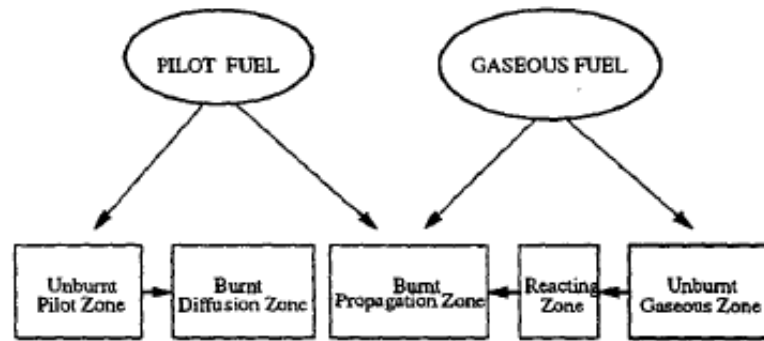 PILOT FUEL
GASEOUS FUEL
Unburnt
Pilot Zone
Burnt
Diffusion Zone
Burnt
Propagation Zone
Reacting
Zone
Unburnt
Gaseous Zone